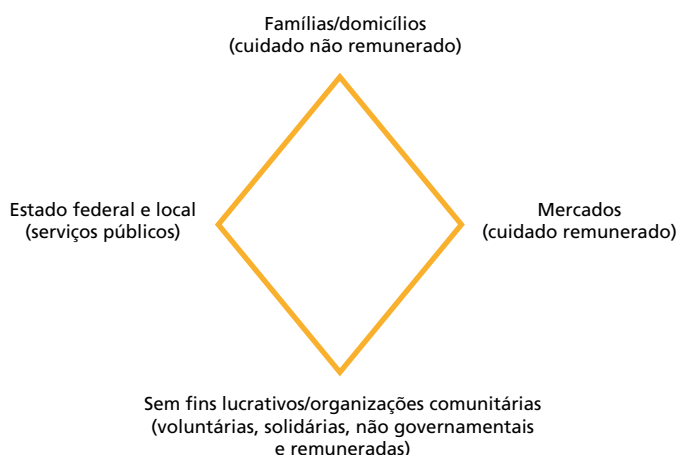 Famílias/domicílios
(cuidado não remunerado)
Estado federal e local
(serviços públicos)
Mercados
(cuidado remunerado)
Sem fins lucrativos/organizações comunitárias
(voluntárias, solidárias, não governamentais
e remuneradas)